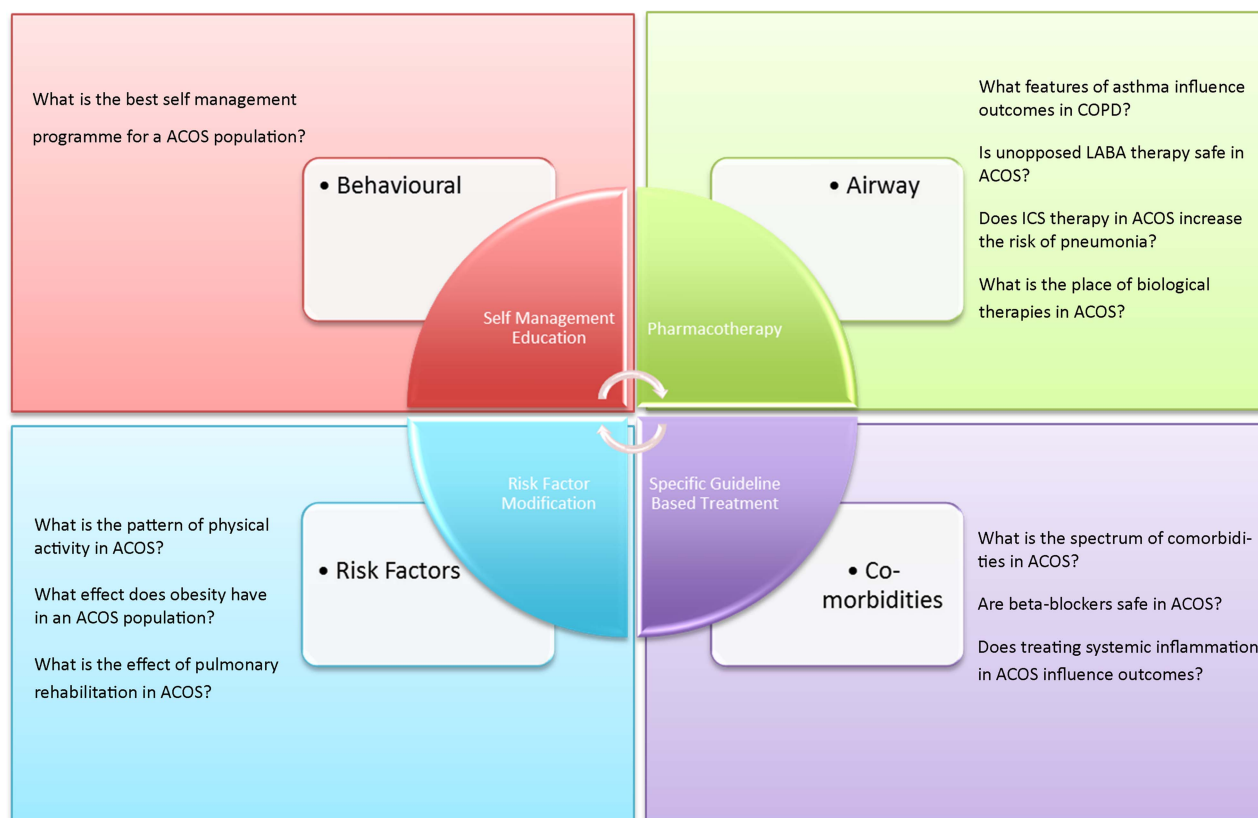 What is the best self management
programme for a ACOS population?
• Behavioural
Self Management
Education
What features of asthma influence
outcomes in COPD?
Is unopposed LABA therapy safe in
ACOS?
Does ICS therapy in ACOS increase
the risk of pneumonia?
What is the place of biological
therapies in ACOS?
• Airway
Pharmacotherapy
What is the pattern of physical
activity in ACOS?
What effect does obesity have
in an ACOS population?
What is the effect of pulmonary
rehabilitation in ACOS?
• Risk Factors
Risk Factor
Modification
Specific Guideline
Based Treatment
• Co-
morbidities
What is the spectrum of comorbidi-
ties in ACOS?
Are beta-blockers safe in ACOS?
Does treating systemic inflammation
in ACOS influence outcomes?